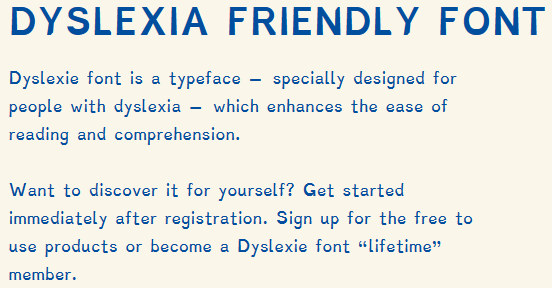 DYSLEXIA FRIENDLY FONT
Dyslexie font is a typeface – specially designed for
people with dyslexia – which enhances the ease of
reading and comprehension.
Want to discover it for yourself? Get started
immediately after registration. Sign up for the free to
use products or become a Dyslexie font “lifetime”
member.